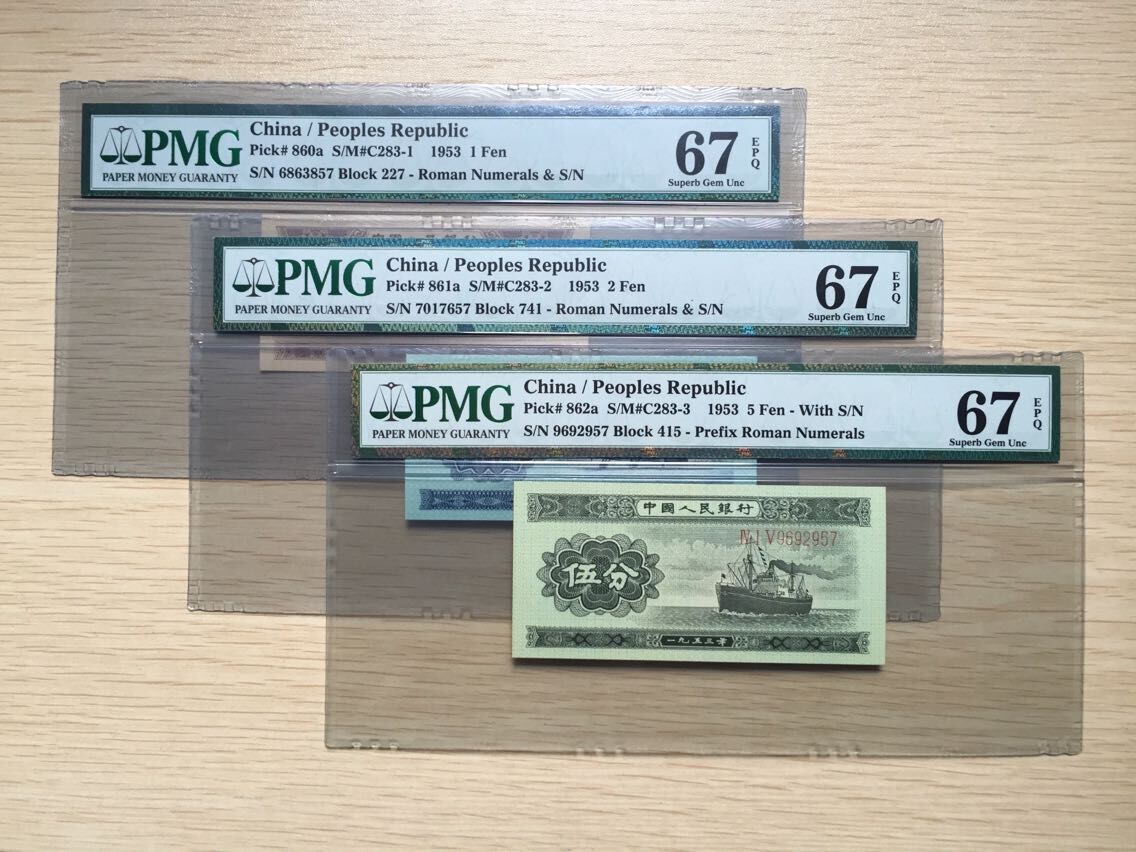 PMG
PAPER MONEY GUARANTY
China / Peoples Republic
Pick# 860a S/M#C283-1 1953 1 Fen
S/N 6863857 Block 227 - Roman Numerals & S/N
67
EPQ
Superb Gem Unc
PMG
PAPER MONEY GUARANTY
China / Peoples Republic
Pick# 861a S/M#C283-2 1953 2 Fen
S/N 7017657 Block 741 - Roman Numerals & S/N
67
EPQ
Superb Gem Unc
PMG
PAPER MONEY GUARANTY
China / Peoples Republic
Pick# 862a S/M#C283-3 1953 5 Fen - With S/N
S/N 9692957 Block 415 - Prefix Roman Numerals
67
EPQ
Superb Gem Unc
中國人民銀行
IV I V 9692957
伍分
一九五三年